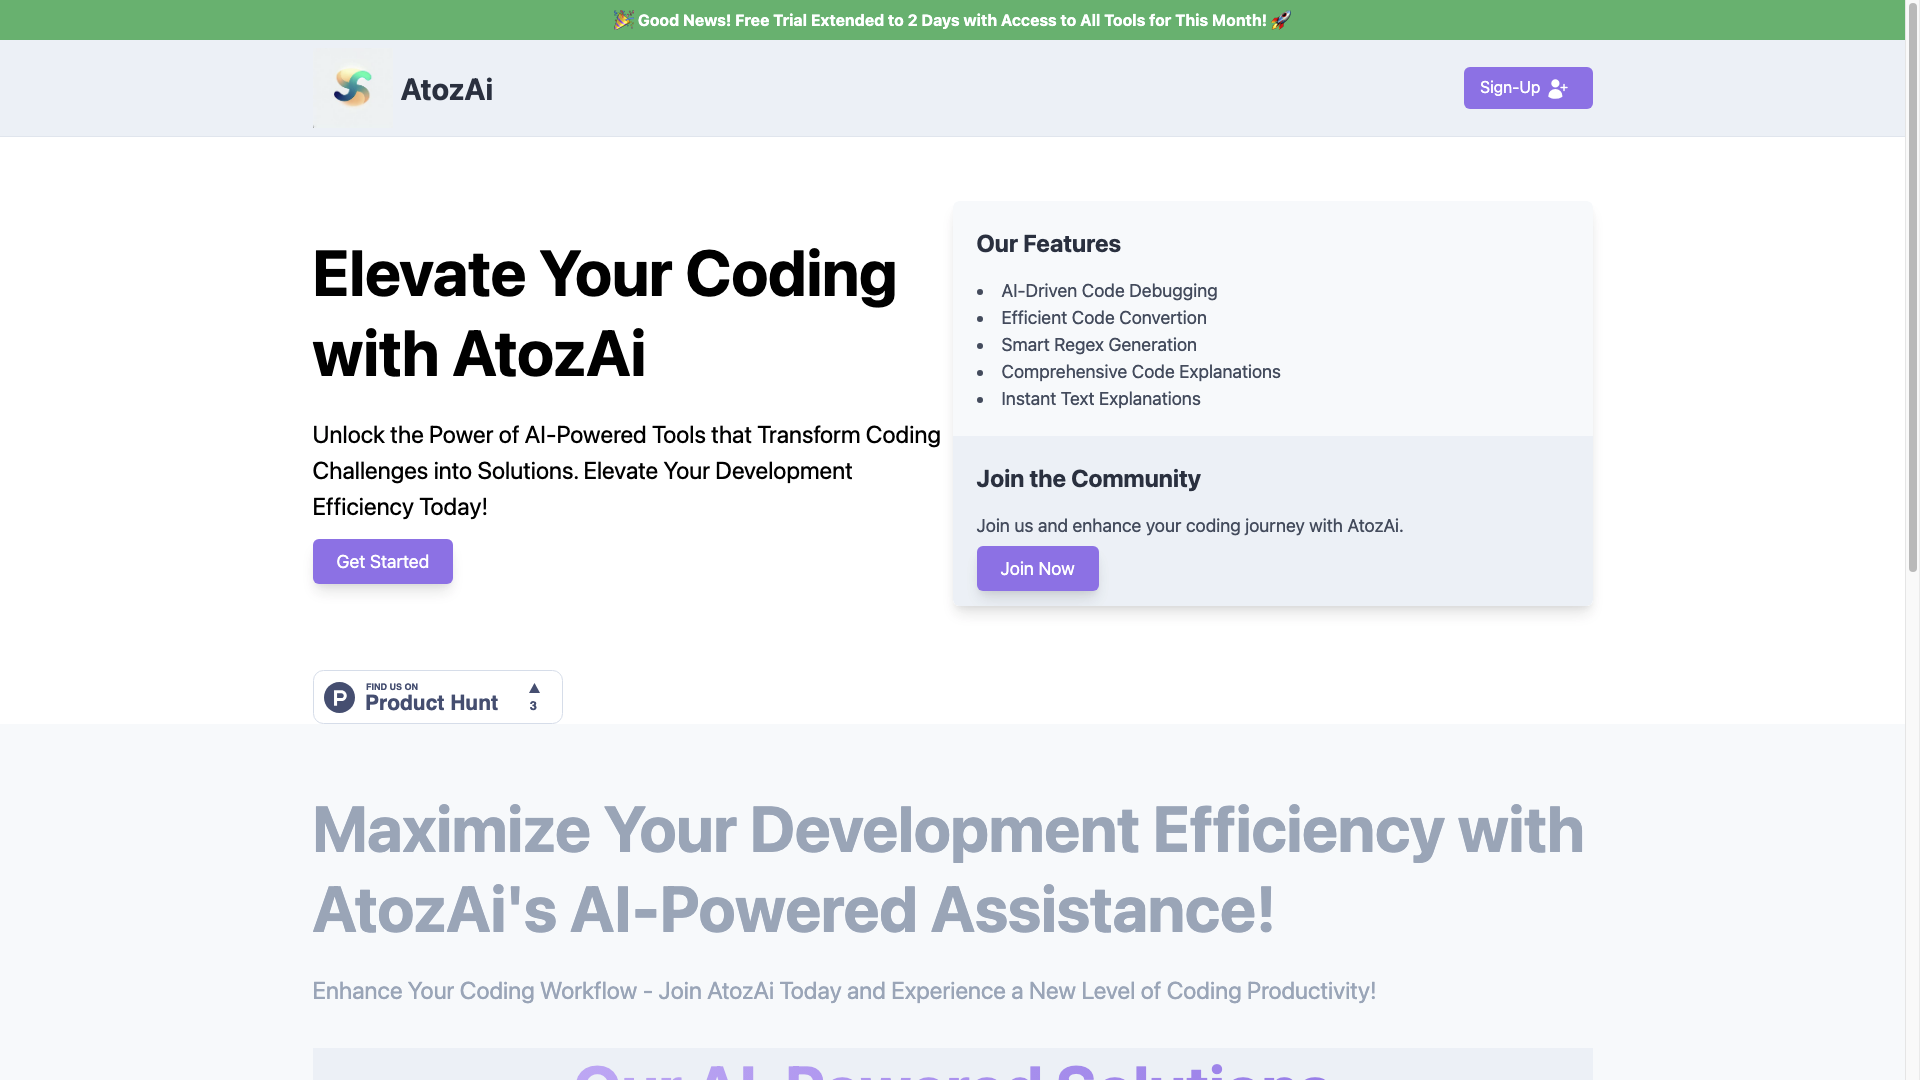 🎉 Good News! Free Trial Extended to 2 Days with Access to All Tools for This Month! 🚀
AtozAi
Sign-Up
Elevate Your Coding
with AtozAi
Unlock the Power of AI-Powered Tools that Transform Coding
Challenges into Solutions. Elevate Your Development
Efficiency Today!
Get Started
Our Features
• AI-Driven Code Debugging
• Efficient Code Convertion
• Smart Regex Generation
• Comprehensive Code Explanations
• Instant Text Explanations
Join the Community
Join us and enhance your coding journey with AtozAi.
Join Now
P
FIND US ON
Product Hunt
▲
3
Maximize Your Development Efficiency with
AtozAi's AI-Powered Assistance!
Enhance Your Coding Workflow - Join AtozAi Today and Experience a New Level of Coding Productivity!
Our AI-Powered Solutions